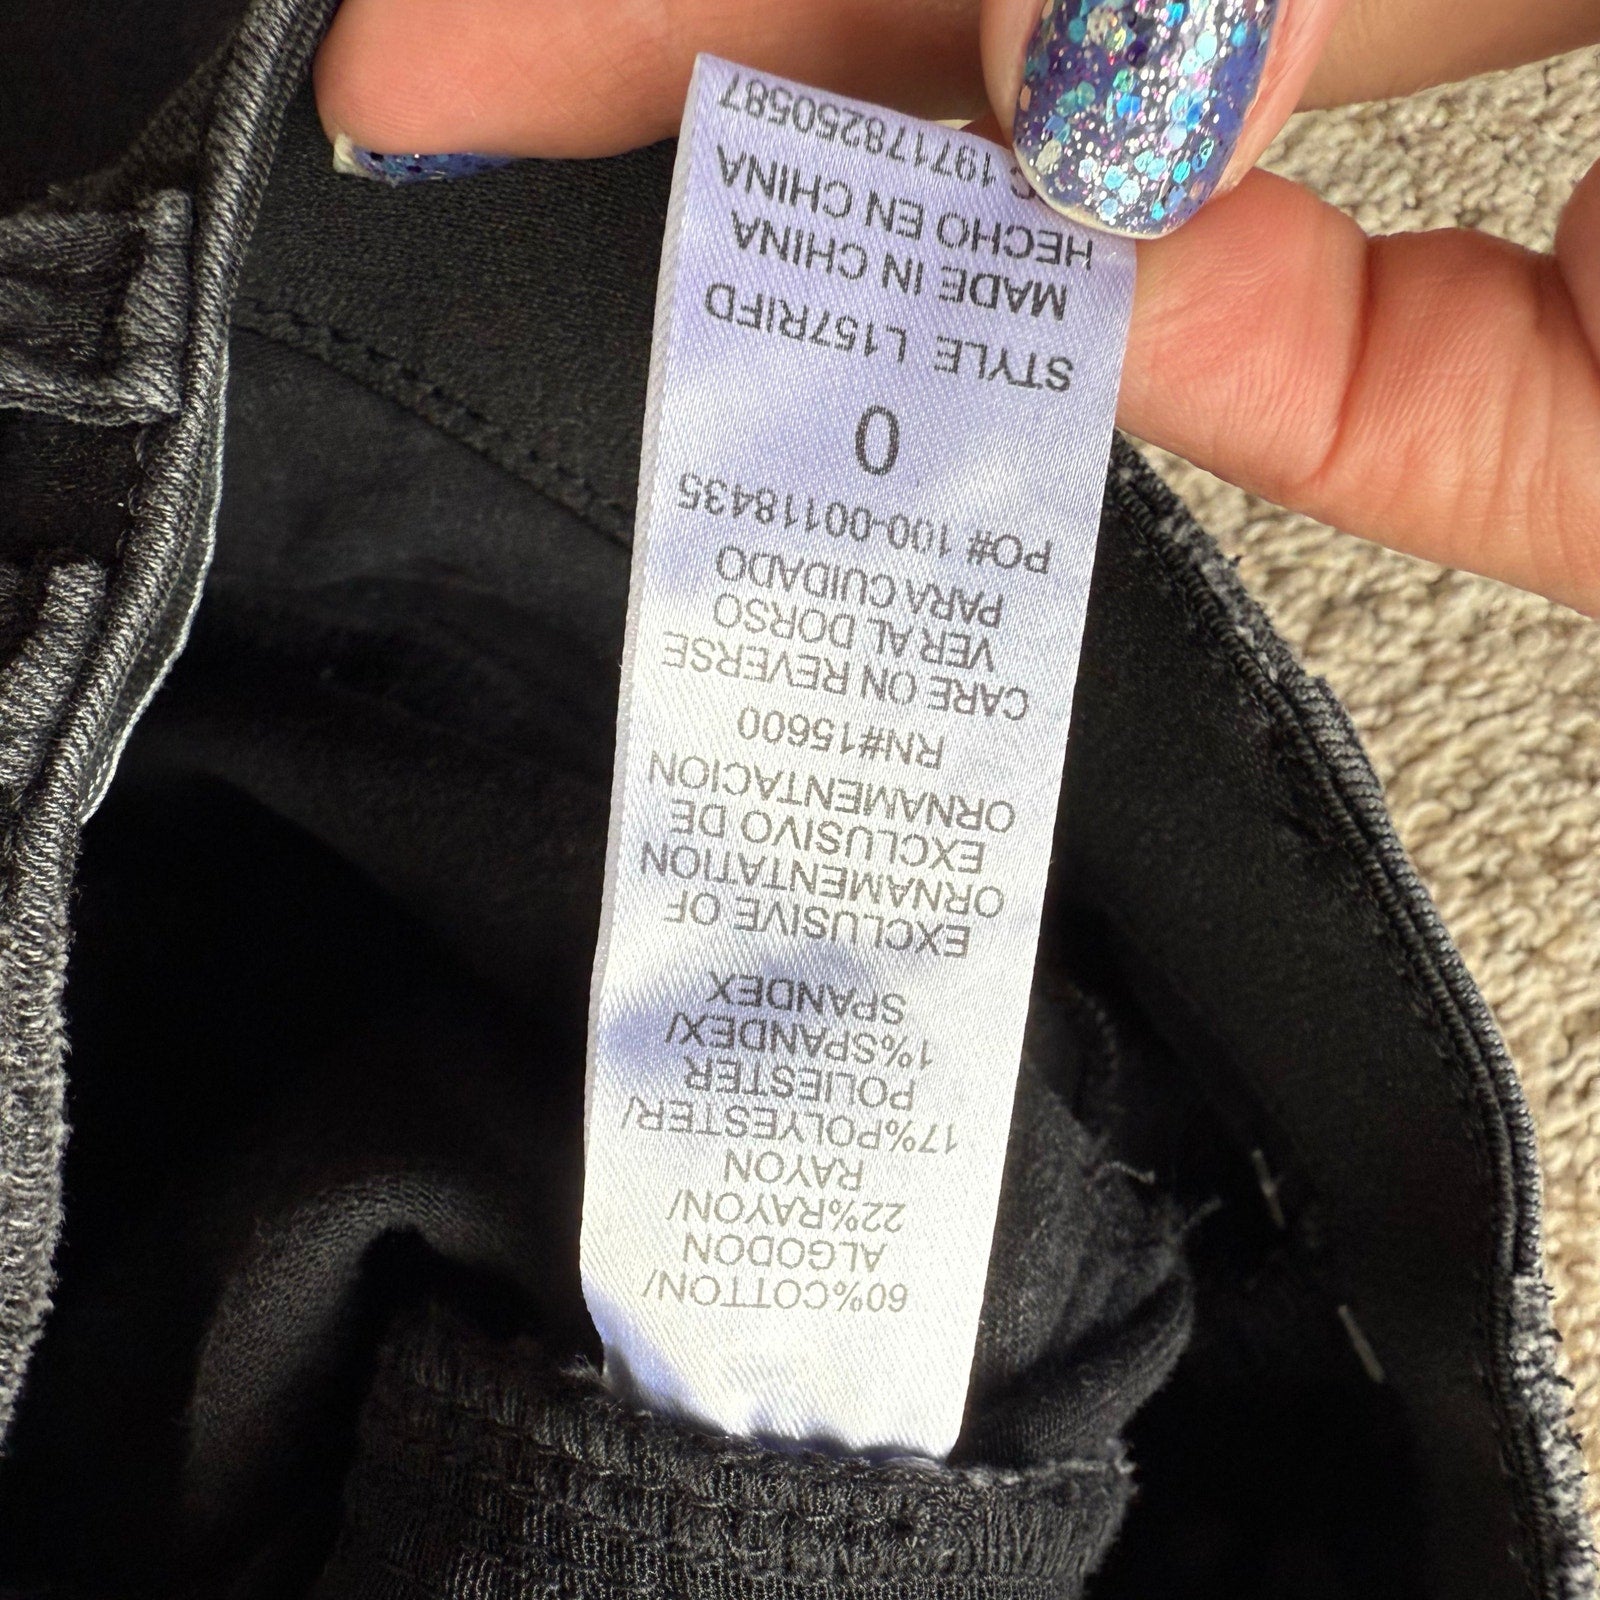 60%COTTON/
ALGODON
22%RAYON/
RAYON
17%POLYESTER/
POLIESTER
1%SPANDEX/
SPANDEX
EXCLUSIVE OF
ORNAMENTATION
EXCLUSIVO DE
ORNAMENTACION
RN#15600
CARE ON REVERSE
VER AL DORSO
PARA CUIDADO
PO# 100-00118435
0
STYLE L157RIFD
MADE IN CHINA
HECHO EN CHINA
C 197178250587